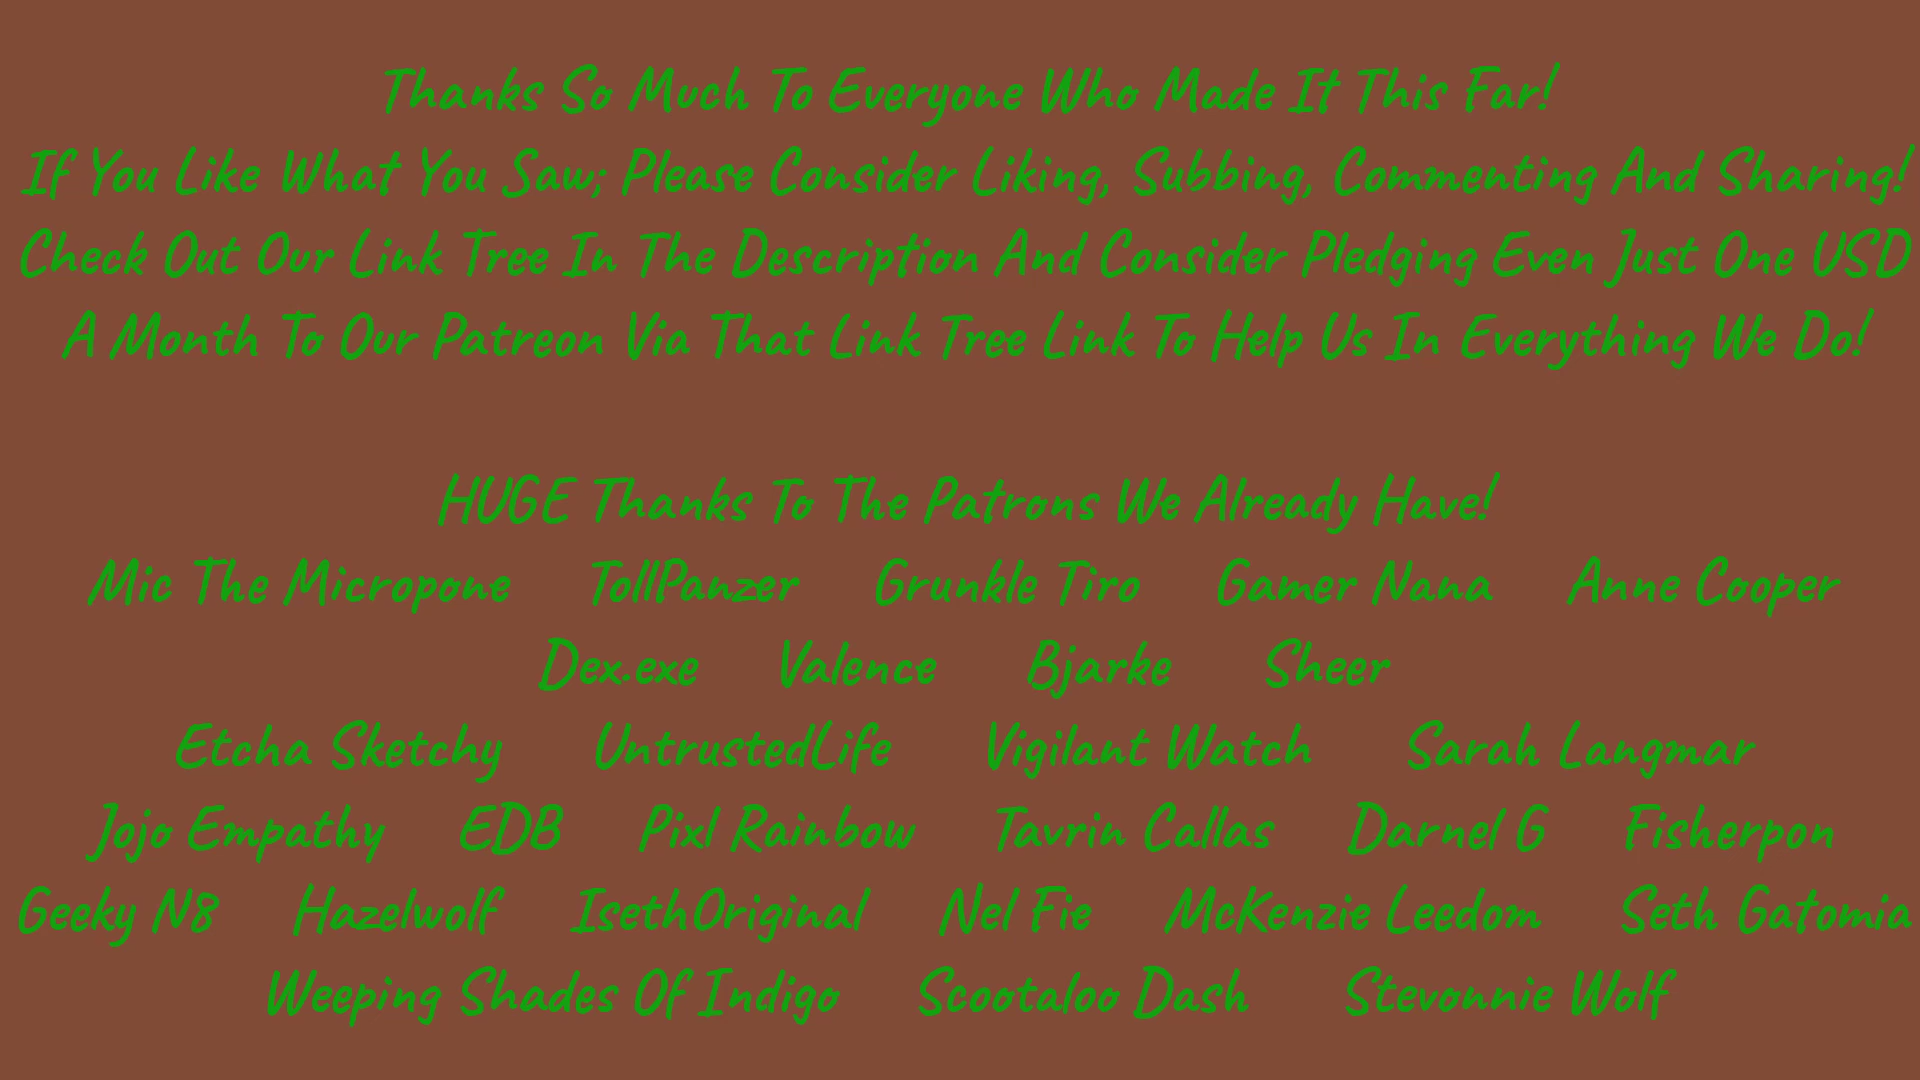 Thanks So Much To Everyone Who Made It This Far!
If You Like What You Saw; Please Consider Liking, Subbing, Commenting And Sharing!
Check Out Our Link Tree In The Description And Consider Pledging Even Just One USD
A Month To Our Patreon Via That Link Tree Link To Help Us In Everything We Do!
HUGE Thanks To The Patrons We Already Have!
Mic The Micropone TollPanzer Grunkle Tiro Gamer Nana Anne Cooper
Dex.exe Valence Bjarke Sheer
Etcha Sketchy UntrustedLife Vigilant Watch Sarah Langmar
Jojo Empathy EDB Pixl Rainbow Tavrin Callas Darnel G Fisherpon
Geeky N8 Hazelwolf IsethOriginal Nel Fie McKenzie Leedom Seth Gatomia
Weeping Shades Of Indigo Scootaloo Dash Stevonnie Wolf